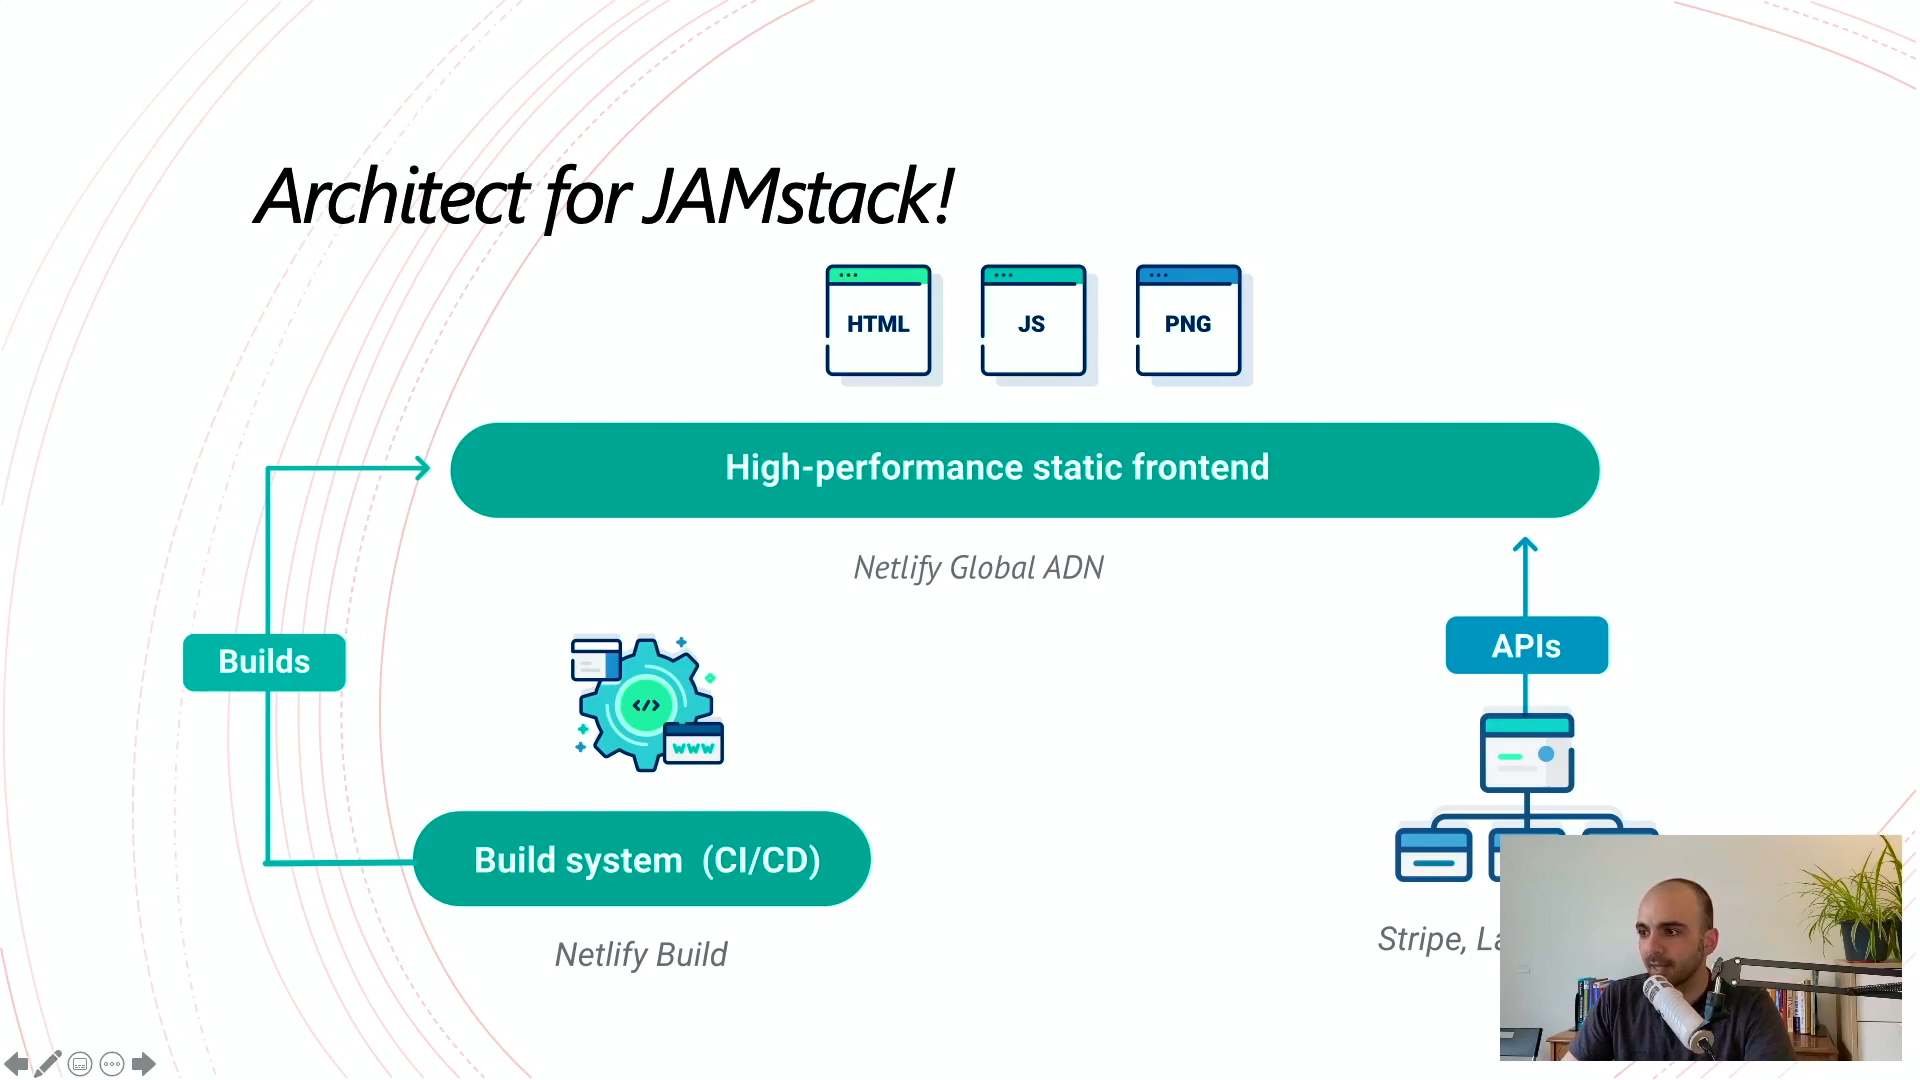 Architect for JAMstack!
HTML
JS
PNG
High-performance static frontend
Netlify Global ADN
Builds
APIs
</>
www
Build system (CI/CD)
Stripe,
Netlify Build